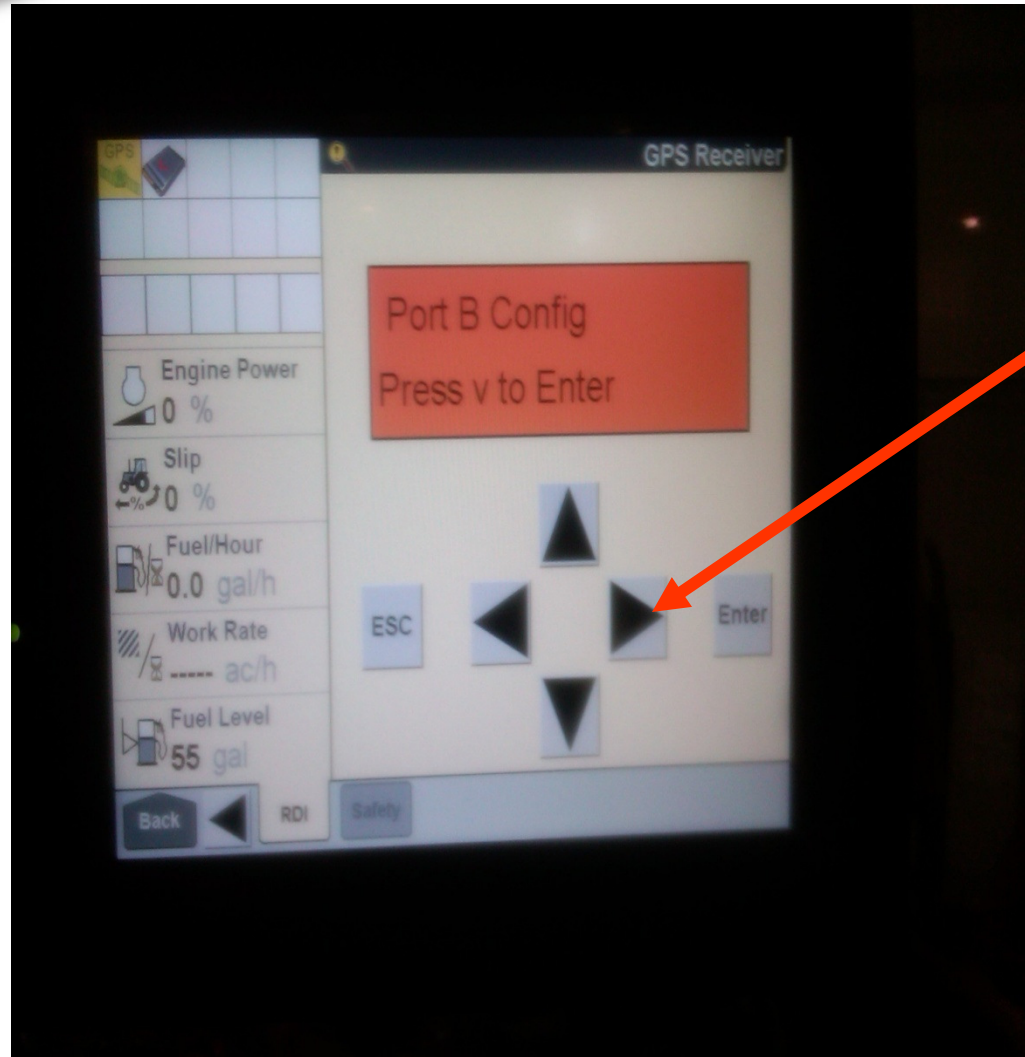 GPS
GPS Receiver
Port B Config
Press v to Enter
Engine Power
0 %
Slip
0 %
Fuel/Hour
0.0 gal/h
Work Rate
----- ac/h
Fuel Level
55 gal
ESC
Enter
Back
RDI
Safety